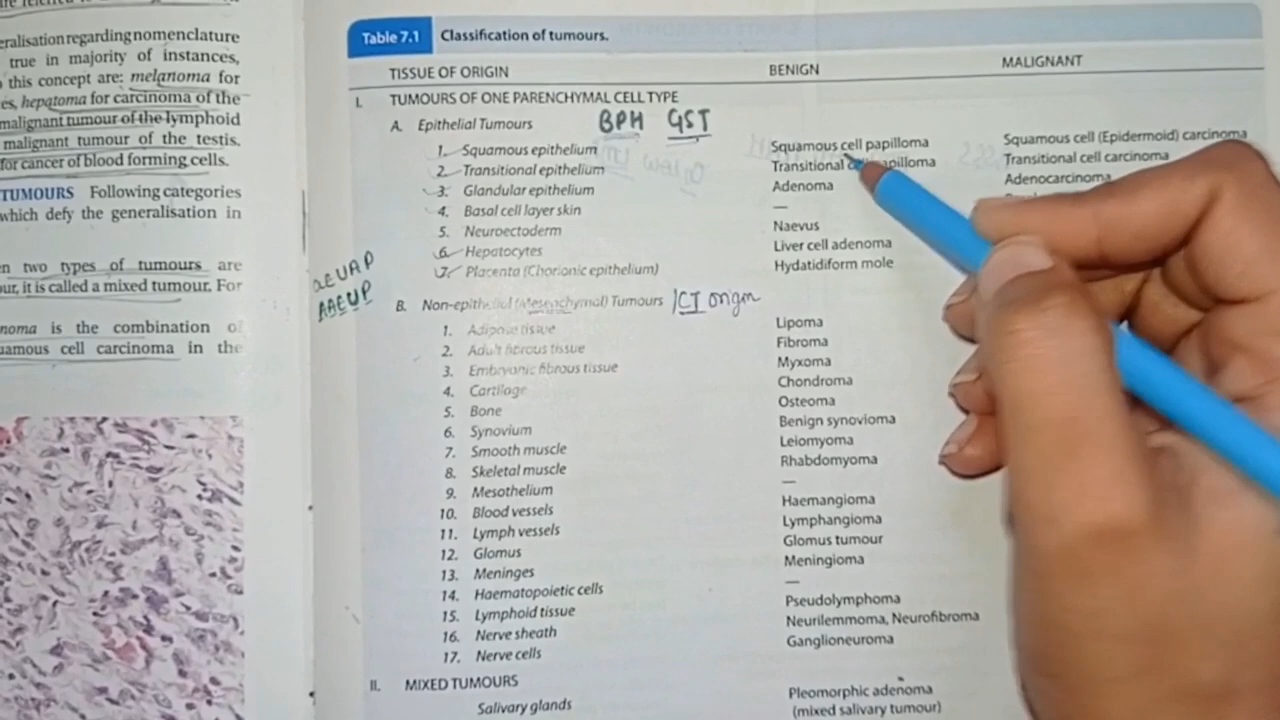 eralisation regarding nomenclature
true in majority of instances,
this concept are: melanoma for
es, hepatoma for carcinoma of the
malignant tumour of the lymphoid
malignant tumour of the testis,
for cancer of blood forming cells.
TUMOURS Following categories
which defy the generalisation in
en two types of tumours are
our, it is called a mixed tumour. For
noma is the combination of
uamous cell carcinoma in the
Table 7.1 Classification of tumours.
TISSUE OF ORIGIN BENIGN MALIGNANT
I. TUMOURS OF ONE PARENCHYMAL CELL TYPE
A. Epithelial Tumours BPH GST
1. Squamous epithelium Squamous cell papilloma Squamous cell (Epidermoid) carcinoma
2. Transitional epithelium Transitional papilloma Transitional cell carcinoma
3. Glandular epithelium Adenoma Adenocarcinoma
4. Basal cell layer skin —
5. Neuroectoderm Naevus
6. Hepatocytes Liver cell adenoma
7. Placenta (Chorionic epithelium) Hydatidiform mole
AAEUP
B. Non-epithelial (Mesenchymal) Tumours CT origin
1. Adipose tissue Lipoma
2. Adult fibrous tissue Fibroma
3. Embryonic fibrous tissue Myxoma
4. Cartilage Chondroma
5. Bone Osteoma
6. Synovium Benign synovioma
7. Smooth muscle Leiomyoma
8. Skeletal muscle Rhabdomyoma
9. Mesothelium —
10. Blood vessels Haemangioma
11. Lymph vessels Lymphangioma
12. Glomus Glomus tumour
13. Meninges Meningioma
14. Haematopoietic cells —
15. Lymphoid tissue Pseudolymphoma
16. Nerve sheath Neurilemmoma, Neurofibroma
17. Nerve cells Ganglioneuroma
II. MIXED TUMOURS
Salivary glands Pleomorphic adenoma
(mixed salivary tumour)